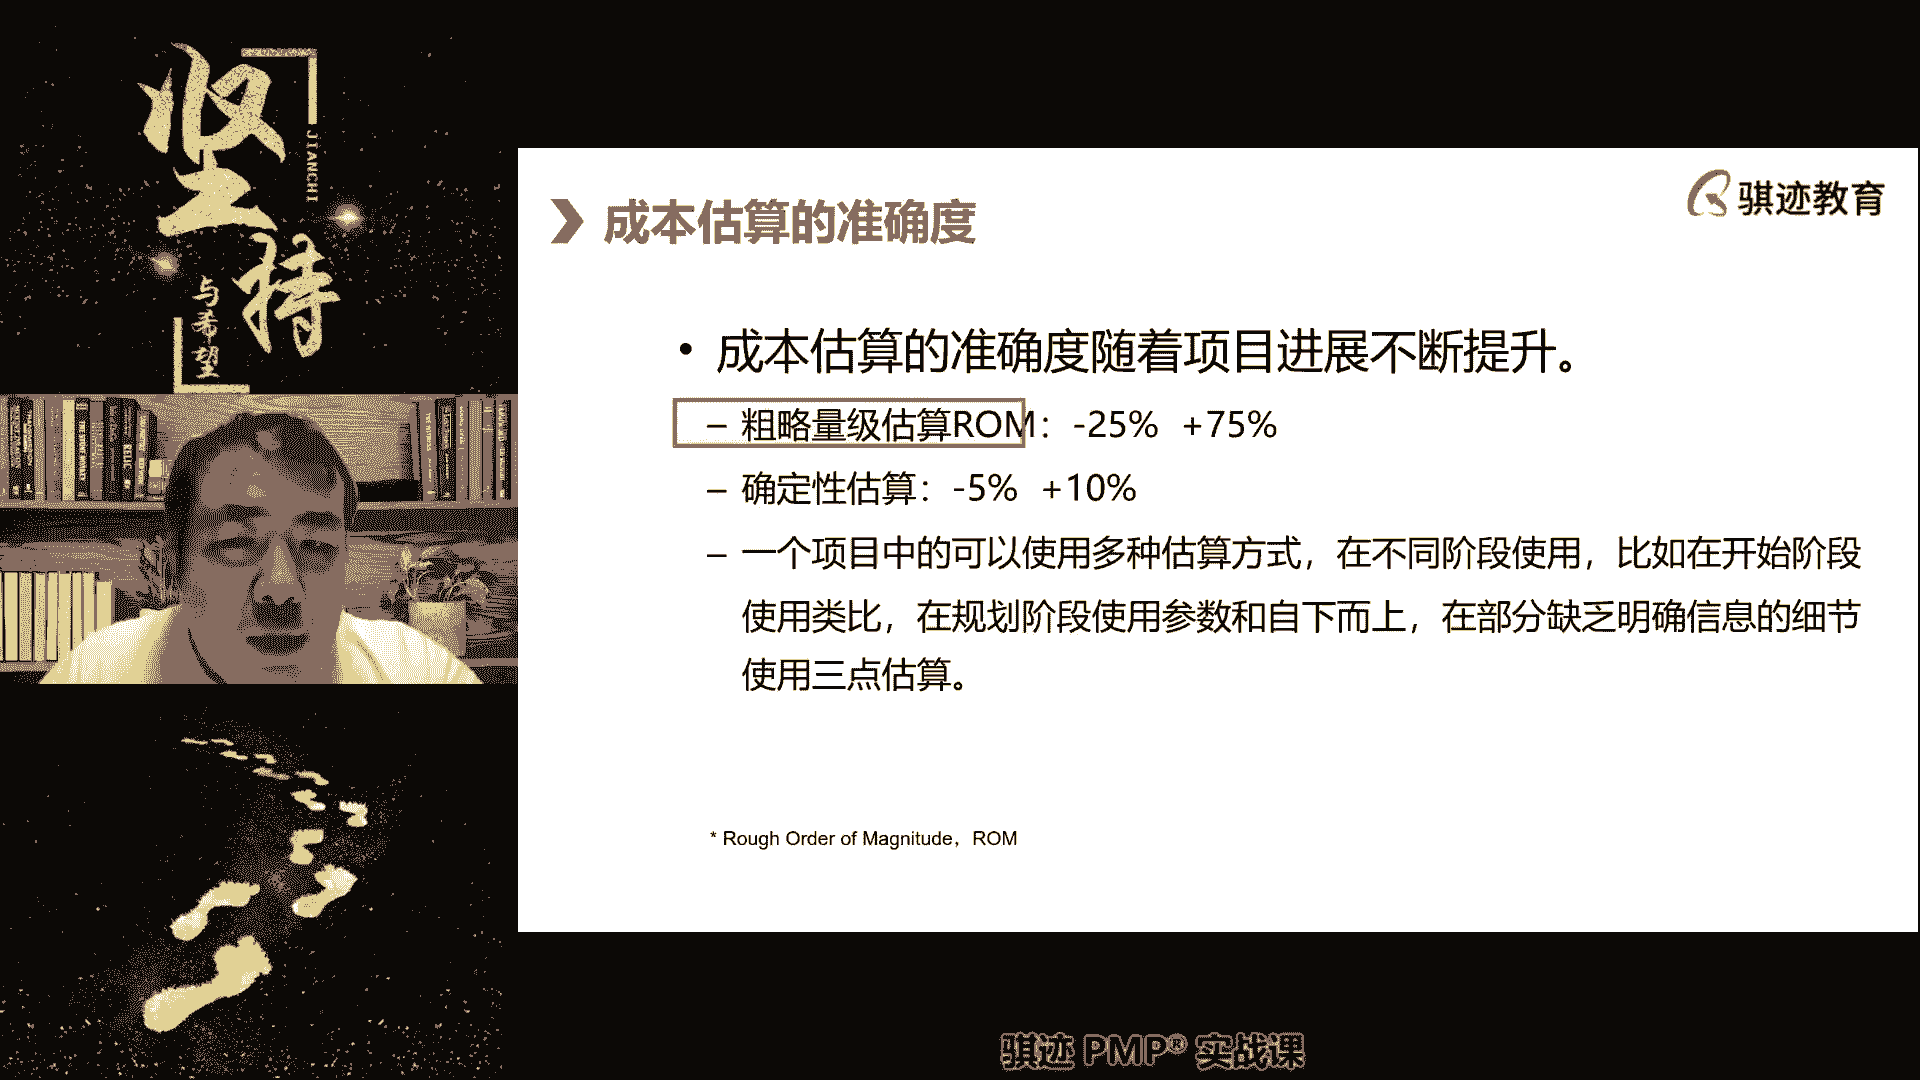 坚持
JIANCHI
与希望
骐迹教育
成本估算的准确度
• 成本估算的准确度随着项目进展不断提升。
– 粗略量级估算ROM：-25% +75%
– 确定性估算：-5% +10%
– 一个项目中的可以使用多种估算方式，在不同阶段使用，比如在开始阶段
使用类比，在规划阶段使用参数和自下而上，在部分缺乏明确信息的细节
使用三点估算。
* Rough Order of Magnitude，ROM
骐迹 PMP® 实战课